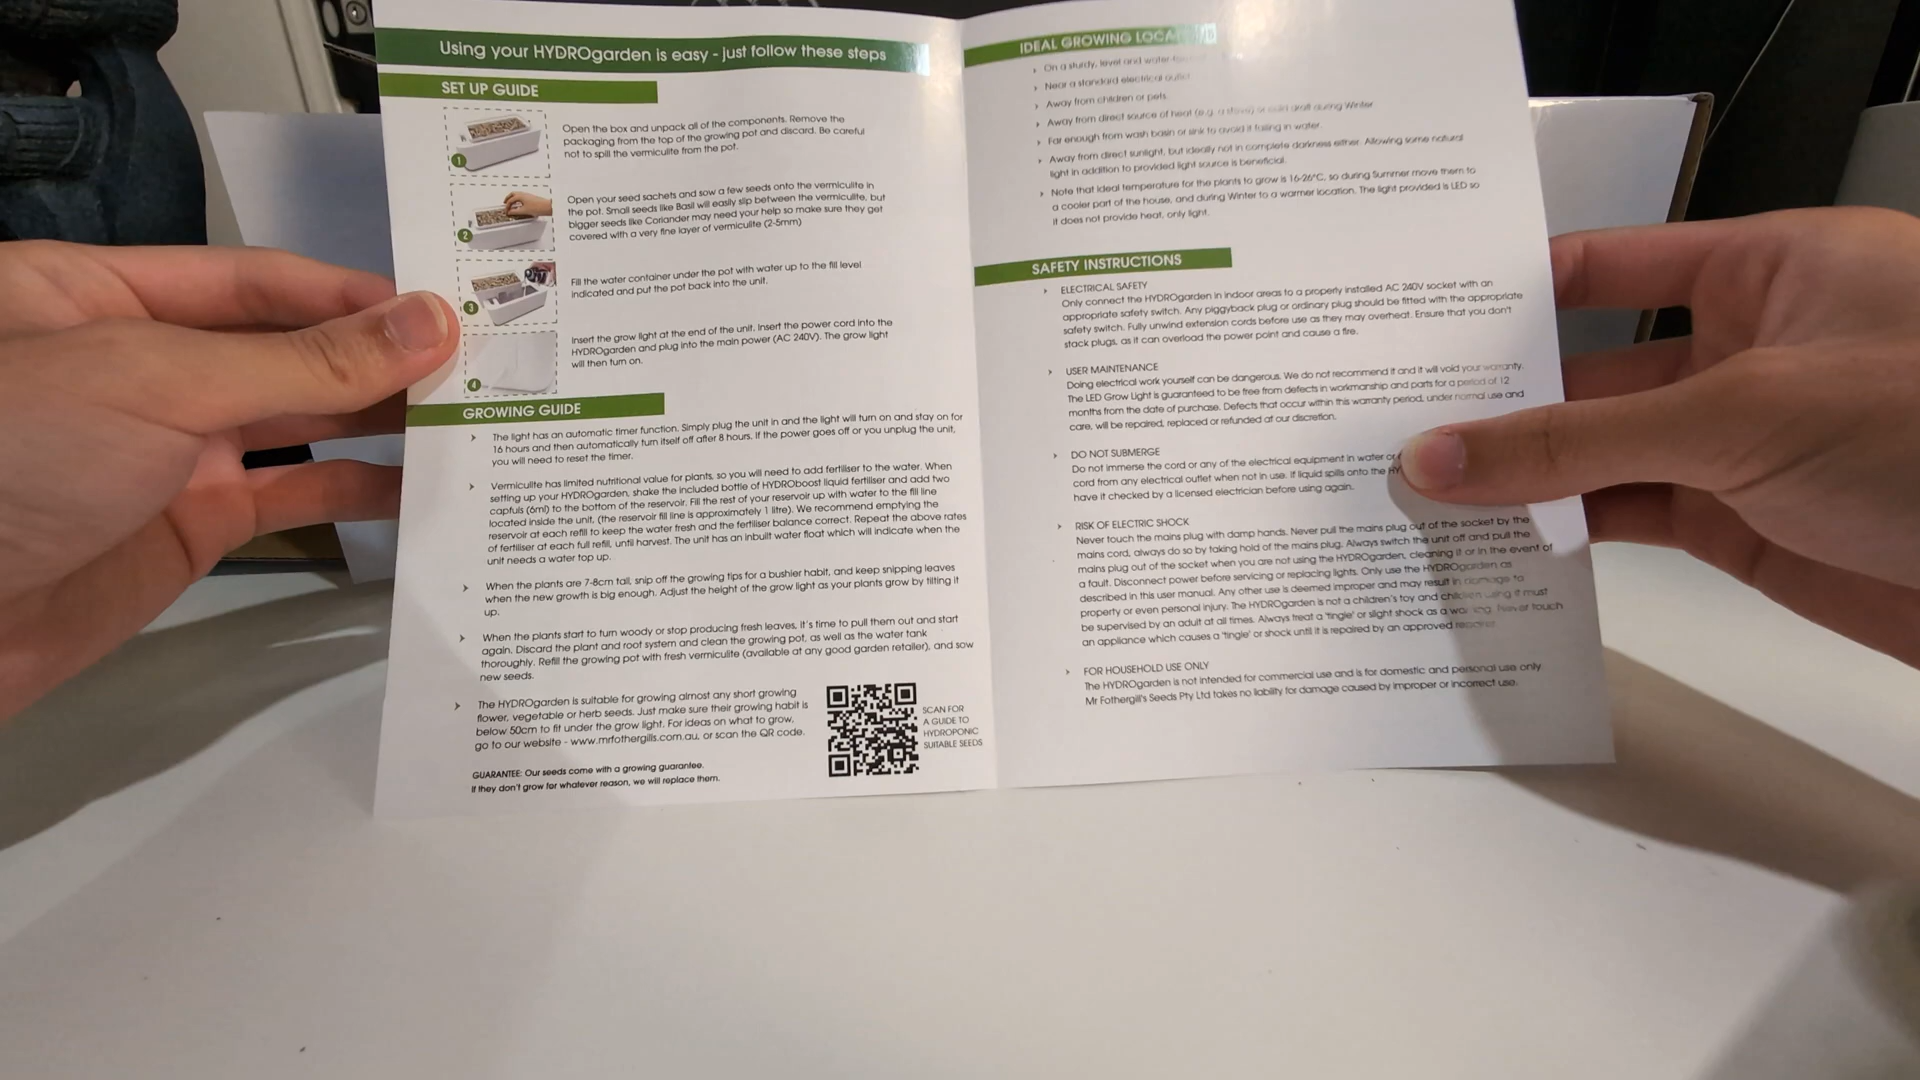 Using your HYDROgarden is easy - just follow these steps
SET UP GUIDE
1
Open the box and unpack all of the components. Remove the
packaging from the top of the growing pot and discard. Be careful
not to spill the vermiculite from the pot.
2
Open your seed sachets and sow a few seeds onto the vermiculite in
the pot. Small seeds like Basil will easily slip between the vermiculite, but
bigger seeds like Coriander may need your help so make sure they get
covered with a very fine layer of vermiculite (2-5mm)
3
Fill the water container under the pot with water up to the fill level
indicated and put the pot back into the unit.
4
Insert the grow light at the end of the unit. Insert the power cord into the
HYDROgarden and plug into the main power (AC 240V). The grow light
will then turn on.
GROWING GUIDE
The light has an automatic timer function. Simply plug the unit in and the light will turn on and stay on for
16 hours and then automatically turn itself off after 8 hours. If the power goes off or you unplug the unit,
you will need to reset the timer.
Vermiculite has limited nutritional value for plants, so you will need to add fertiliser to the water. When
setting up your HYDROgarden, shake the included bottle of HYDROboost liquid fertiliser and add two
capfuls (6ml) to the bottom of the reservoir. Fill the rest of your reservoir up with water to the fill line
located inside the unit, (the reservoir fill line is approximately 1 litre). We recommend emptying the
reservoir at each refill to keep the water fresh and the fertiliser balance correct. Repeat the above rates
of fertiliser at each full refill, until harvest. The unit has an inbuilt water float which will indicate when the
unit needs a water top up.
When the plants are 7-8cm tall, snip off the growing tips for a bushier habit, and keep snipping leaves
when the new growth is big enough. Adjust the height of the grow light as your plants grow by tilting it
up.
When the plants start to turn woody or stop producing fresh leaves, it's time to pull them out and start
again. Discard the plant and root system and clean the growing pot, as well as the water tank
thoroughly. Refill the growing pot with fresh vermiculite (available at any good garden retailer), and sow
new seeds.
The HYDROgarden is suitable for growing almost any short growing
flower, vegetable or herb seeds. Just make sure their growing habit is
below 50cm to fit under the grow light. For ideas on what to grow,
go to our website - www.mrfothergills.com.au, or scan the QR code.
SCAN FOR
A GUIDE TO
HYDROPONIC
SUITABLE SEEDS
GUARANTEE: Our seeds come with a growing guarantee.
If they don't grow for whatever reason, we will replace them.
IDEAL GROWING
On a sturdy, level and
Near a standard electrical outlet
Away from children or pets.
Away from direct source of heat (e.g. a stove) or cold draft during Winter
Far enough from wash basin or sink to avoid it falling in water.
Away from direct sunlight, but ideally not in complete darkness either. Allowing some natural
light in addition to provided light source is beneficial.
Note that ideal temperature for the plants to grow is 16-26°C, so during Summer move them to
a cooler part of the house, and during Winter to a warmer location. The light provided is LED so
it does not provide heat, only light.
SAFETY INSTRUCTIONS
ELECTRICAL SAFETY
Only connect the HYDROgarden in indoor areas to a properly installed AC 240V socket with an
appropriate safety switch. Any piggyback plug or ordinary plug should be fitted with the appropriate
safety switch. Fully unwind extension cords before use as they may overheat. Ensure that you don't
stack plugs, as it can overload the power point and cause a fire.
USER MAINTENANCE
Doing electrical work yourself can be dangerous. We do not recommend it and it will void your warranty.
The LED Grow Light is guaranteed to be free from defects in workmanship and parts for a period of 12
months from the date of purchase. Defects that occur within this warranty period, under normal use and
care, will be repaired, replaced or refunded at our discretion.
DO NOT SUBMERGE
Do not immerse the cord or any of the electrical equipment in water or
cord from any electrical outlet when not in use. If liquid spills onto the
have it checked by a licensed electrician before using again.
RISK OF ELECTRIC SHOCK
Never touch the mains plug with damp hands. Never pull the mains plug out of the socket by the
mains cord, always do so by taking hold of the mains plug. Always switch the unit off and pull the
mains plug out of the socket when you are not using the HYDROgarden, cleaning it or in the event of
a fault. Disconnect power before servicing or replacing lights. Only use the HYDROgarden as
described in this user manual. Any other use is deemed improper and may result in damage to
property or even personal injury. The HYDROgarden is not a children's toy and children using it must
be supervised by an adult at all times. Always treat a 'tingle' or slight shock as a warning. Never touch
an appliance which causes a 'tingle' or shock until it is repaired by an approved
FOR HOUSEHOLD USE ONLY
The HYDROgarden is not intended for commercial use and is for domestic and personal use only
Mr Fothergill's Seeds Pty Ltd takes no liability for damage caused by improper or incorrect use.